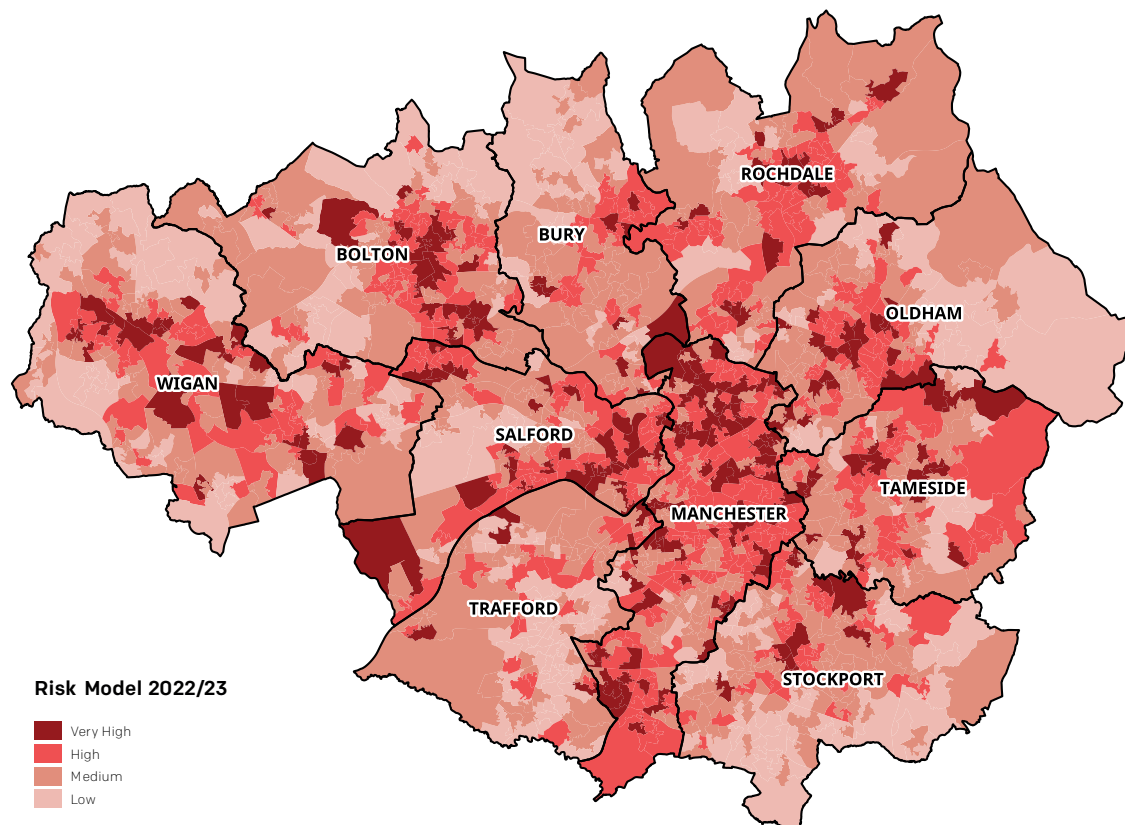 ROCHDALE
BURY
BOLTON
OLDHAM
WIGAN
SALFORD
TAMESIDE
MANCHESTER
TRAFFORD
STOCKPORT
Risk Model 2022/23
Very High
High
Medium
Low